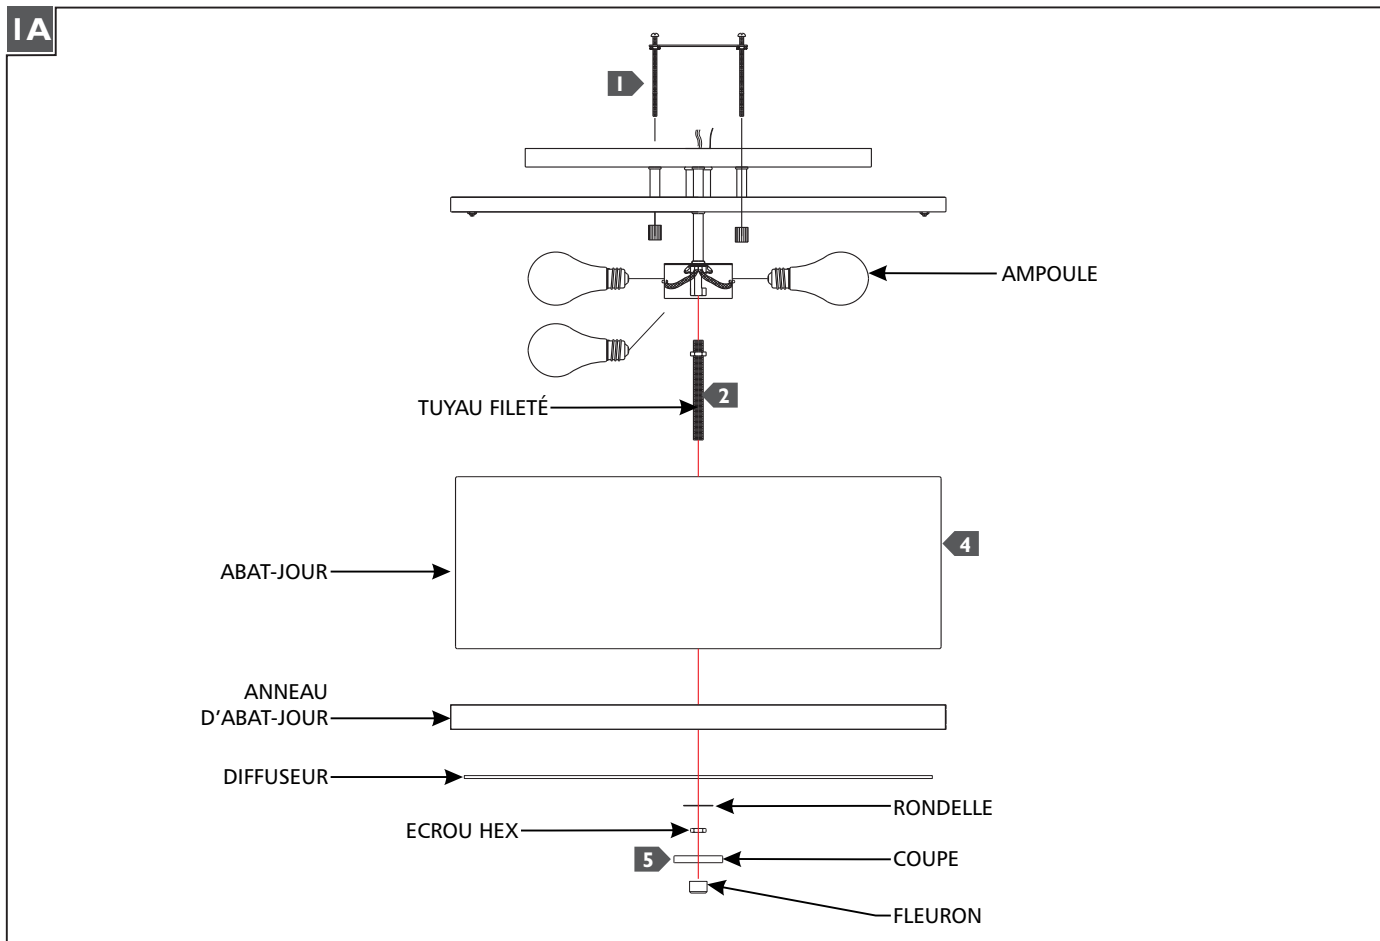 1A
1
AMPOULE
TUYAU FILETÉ
2
4
ABAT-JOUR
ANNEAU
D’ABAT-JOUR
DIFFUSEUR
RONDELLE
ECROU HEX
5
COUPE
FLEURON